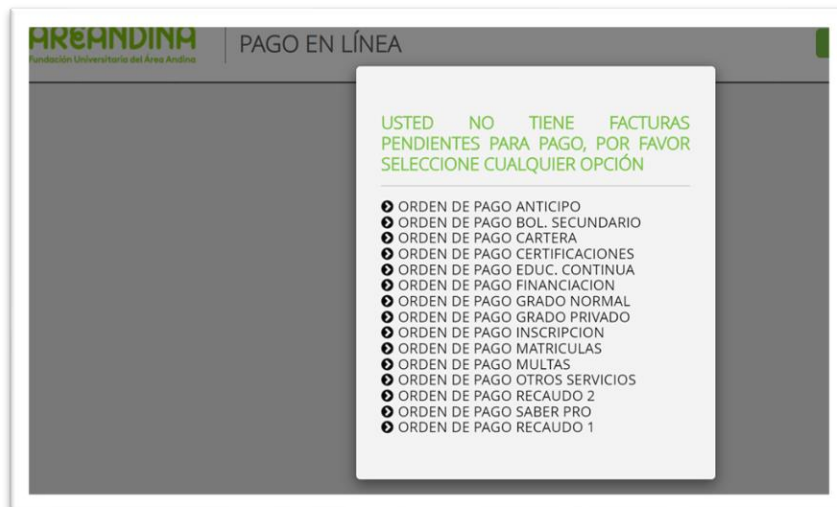 AREANDINA
Fundación Universitaria del Área Andina
PAGO EN LÍNEA
USTED NO TIENE FACTURAS
PENDIENTES PARA PAGO, POR FAVOR
SELECCIONE CUALQUIER OPCIÓN
ORDEN DE PAGO ANTICIPO
ORDEN DE PAGO BOL. SECUNDARIO
ORDEN DE PAGO CARTERA
ORDEN DE PAGO CERTIFICACIONES
ORDEN DE PAGO EDUC. CONTINUA
ORDEN DE PAGO FINANCIACION
ORDEN DE PAGO GRADO NORMAL
ORDEN DE PAGO GRADO PRIVADO
ORDEN DE PAGO INSCRIPCION
ORDEN DE PAGO MATRICULAS
ORDEN DE PAGO MULTAS
ORDEN DE PAGO OTROS SERVICIOS
ORDEN DE PAGO RECAUDO 2
ORDEN DE PAGO SABER PRO
ORDEN DE PAGO RECAUDO 1